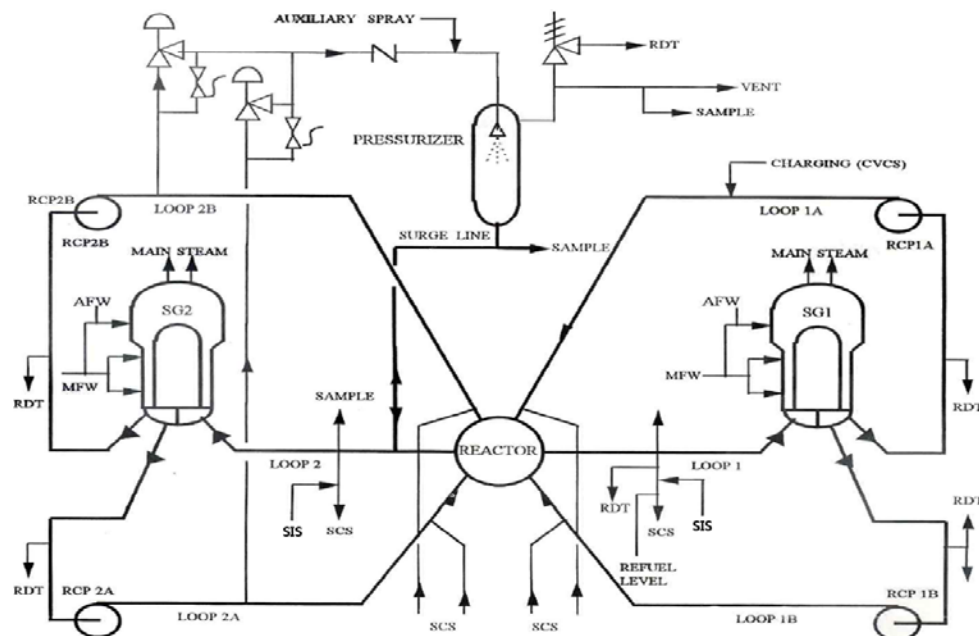 AUXILIARY SPRAY
RDT
VENT
SAMPLE
PRESSURIZER
CHARGING (CVCS)
RCP2B
LOOP 2B
LOOP 1A
RCP2B
RCP1A
SURGE LINE
SAMPLE
MAIN STEAM
MAIN STEAM
AFW
SG2
AFW
SG1
MFW
MFW
RDT
RDT
SAMPLE
REACTOR
LOOP 2
LOOP 1
RDT
SIS
SCS
SCS
SIS
RDT
REFUEL
LEVEL
RDT
RCP 2A
RCP 1B
LOOP 2A
SCS
SCS
LOOP 1B